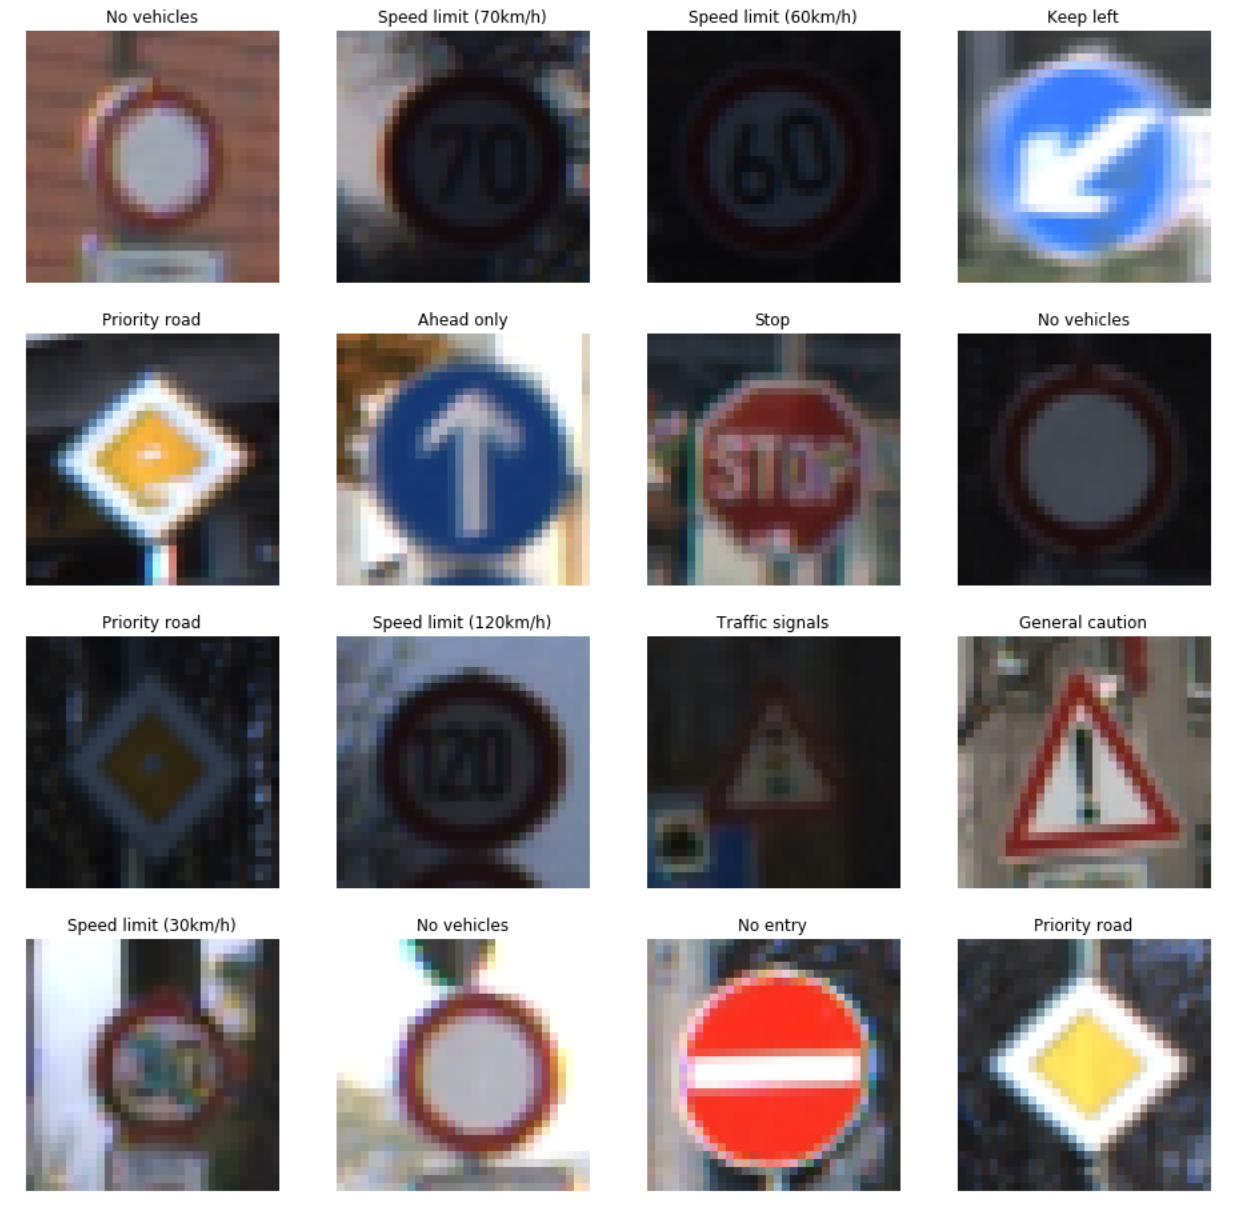 No vehicles
Speed limit (70km/h)
Speed limit (60km/h)
Keep left
70
60
Priority road
Ahead only
Stop
No vehicles
STOP
Priority road
Speed limit (120km/h)
Traffic signals
General caution
120
Speed limit (30km/h)
No vehicles
No entry
Priority road